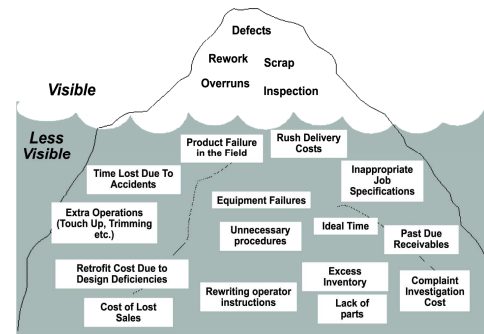 Defects
Rework
Scrap
Overruns
Inspection
Visible
Less
Visible
Product Failure
in the Field
Rush Delivery
Costs
Time Lost Due To
Accidents
Inappropriate
Job
Specifications
Equipment Failures
Extra Operations
(Touch Up, Trimming
etc.)
Unnecessary
procedures
Ideal Time
Past Due
Receivables
Retrofit Cost Due to
Design Deficiencies
Excess
Inventory
Complaint
Investigation
Cost
Rewriting operator
instructions
Cost of Lost
Sales
Lack of
parts